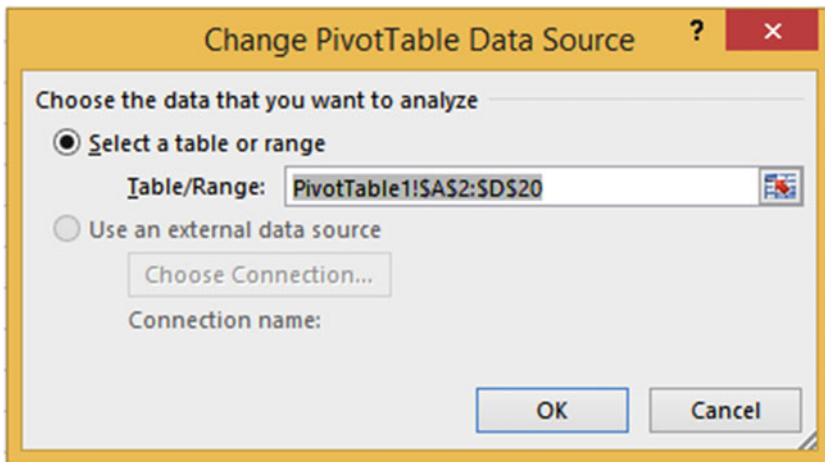 Change PivotTable Data Source ? ×
Choose the data that you want to analyze
Select a table or range
Table/Range: PivotTable1!$A$2:$D$20
Use an external data source
Choose Connection...
Connection name:
OK Cancel